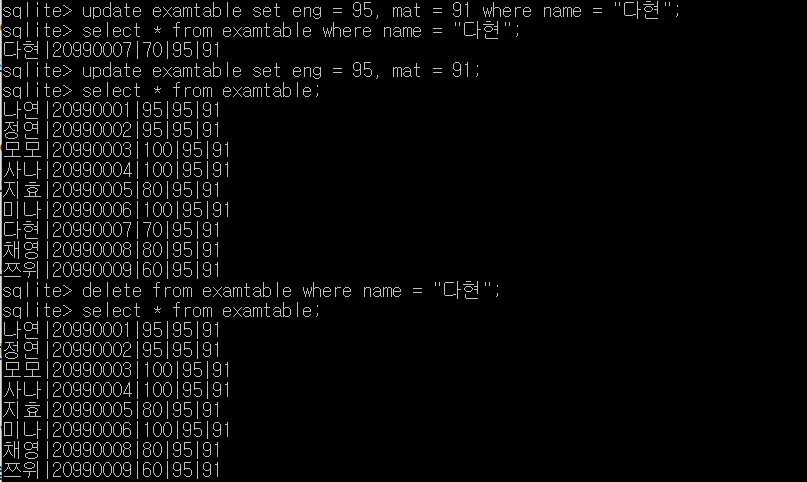 sqlite> update examtable set eng = 95, mat = 91 where name = "다현";
sqlite> select * from examtable where name = "다현";
다현|20990007|70|95|91
sqlite> update examtable set eng = 95, mat = 91;
sqlite> select * from examtable;
나연|20990001|95|95|91
정연|20990002|95|95|91
모모|20990003|100|95|91
사나|20990004|100|95|91
지효|20990005|80|95|91
미나|20990006|100|95|91
다현|20990007|70|95|91
채영|20990008|80|95|91
쯔위|20990009|60|95|91
sqlite> delete from examtable where name = "다현";
sqlite> select * from examtable;
나연|20990001|95|95|91
정연|20990002|95|95|91
모모|20990003|100|95|91
사나|20990004|100|95|91
지효|20990005|80|95|91
미나|20990006|100|95|91
채영|20990008|80|95|91
쯔위|20990009|60|95|91